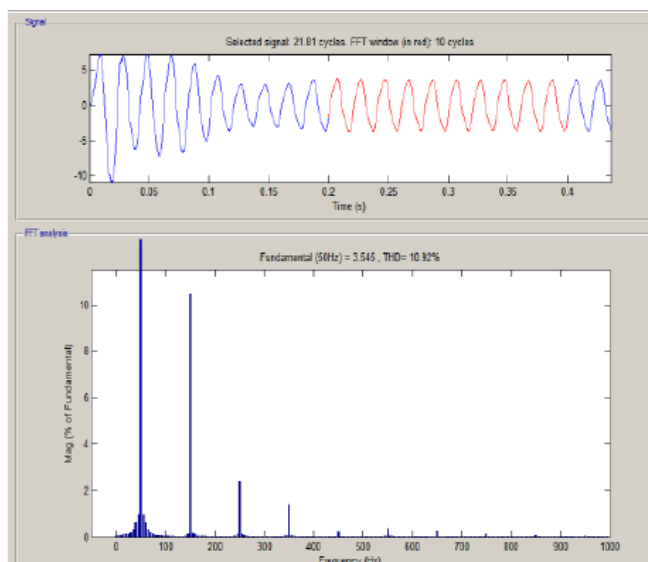 Signal
Selected signal: 21.81 cycles. FFT window (in red): 10 cycles
5
0
-5
-10
0 0.05 0.1 0.15 0.2 0.25 0.3 0.35 0.4
Time (s)
FFT analysis
Fundamental (50Hz) = 3.545 , THD= 10.92%
10
8
6
4
2
0
Mag (% of Fundamental)
0 100 200 300 400 500 600 700 800 900 1000
Frequency (Hz)